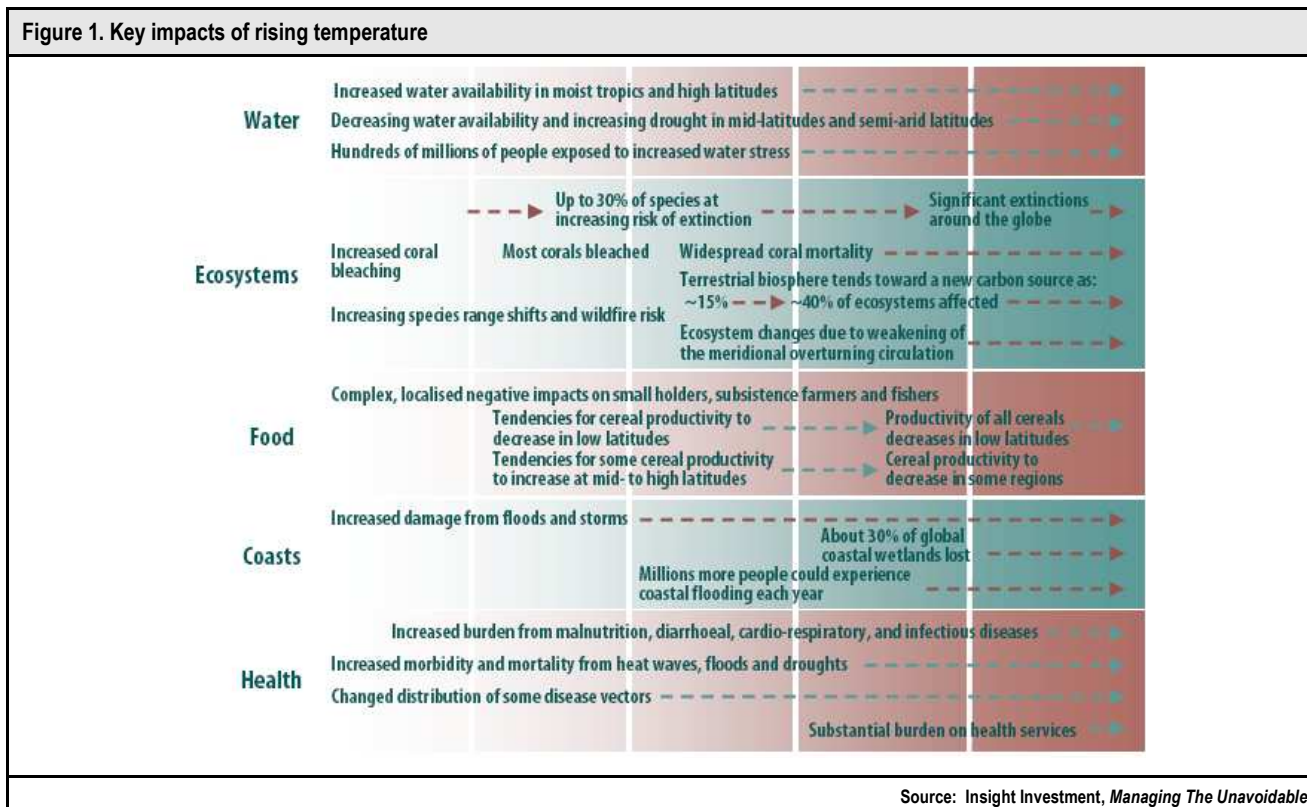 Figure 1. Key impacts of rising temperature
Water
Increased water availability in moist tropics and high latitudes
Decreasing water availability and increasing drought in mid-latitudes and semi-arid latitudes
Hundreds of millions of people exposed to increased water stress
Ecosystems
Up to 30% of species at
increasing risk of extinction
Significant extinctions
around the globe
Increased coral
bleaching
Most corals bleached
Widespread coral mortality
Terrestrial biosphere tends toward a new carbon source as:
~15%
~40% of ecosystems affected
Increasing species range shifts and wildfire risk
Ecosystem changes due to weakening of
the meridional overturning circulation
Food
Complex, localised negative impacts on small holders, subsistence farmers and fishers
Tendencies for cereal productivity to
decrease in low latitudes
Productivity of all cereals
decreases in low latitudes
Tendencies for some cereal productivity
to increase at mid- to high latitudes
Cereal productivity to
decrease in some regions
Coasts
Increased damage from floods and storms
About 30% of global
coastal wetlands lost
Millions more people could experience
coastal flooding each year
Health
Increased burden from malnutrition, diarrhoeal, cardio-respiratory, and infectious diseases
Increased morbidity and mortality from heat waves, floods and droughts
Changed distribution of some disease vectors
Substantial burden on health services
Source: Insight Investment, Managing The Unavoidable